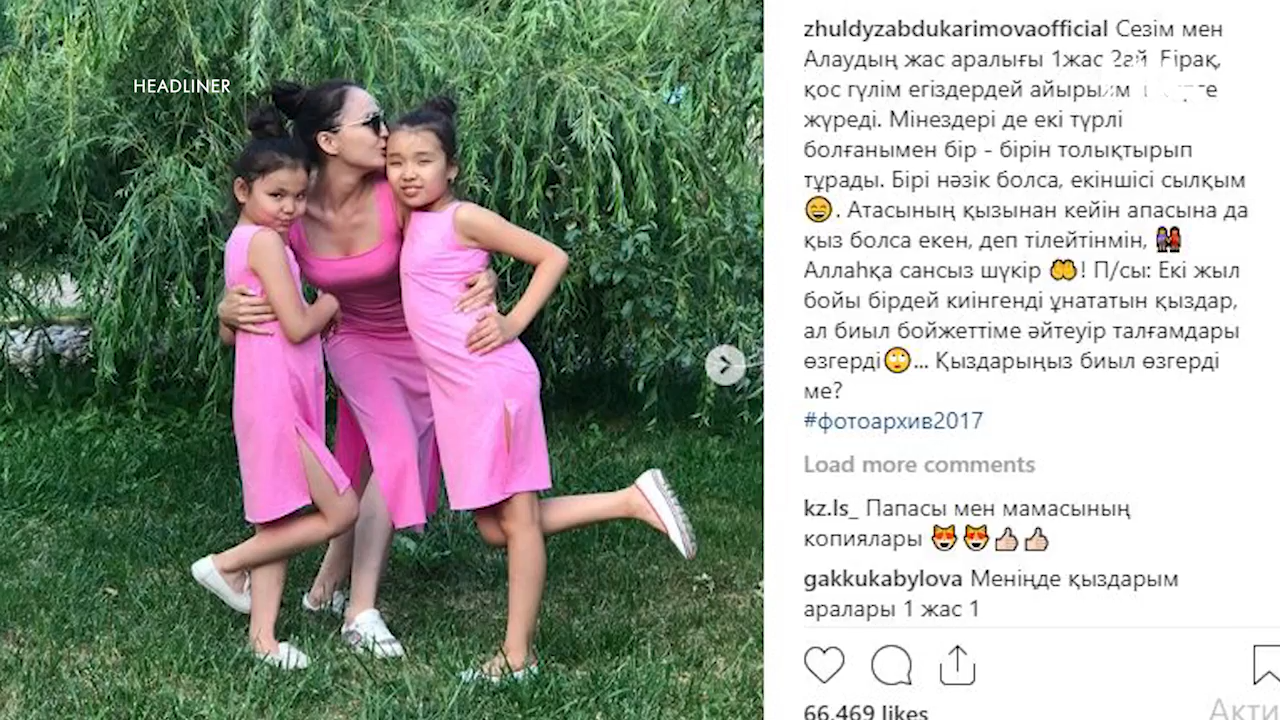 HEADLINER
zhuldyzabdukarimovaofficial Сезім мен
Алаудың жас аралығы 1жас 2ай. Бірақ,
қос гүлім егіздердей
жүреді. Мінездері де екі түрлі
болғанымен бір - бірін толықтырып
тұрады. Бірі нәзік болса, екіншісі сылқым
😄. Атасының қызынан кейін апасына да
қыз болса екен, деп тілейтінмін, 👭
Аллаһқа сансыз шүкір 🤲! П/сы: Екі жыл
бойы бірдей киінгенді ұнататын қыздар,
ал биыл бойжеттіме әйтеуір талғамдары
өзгерді🙄... Қыздарыңыз биыл өзгерді
ме?
#фотоархив2017
Load more comments
kz.ls_ Папасы мен мамасының
копиялары 😻😻👍🏻👍🏻
gakkukabylova Меніңде қыздарым
аралары 1 жас 1
66,469 likes